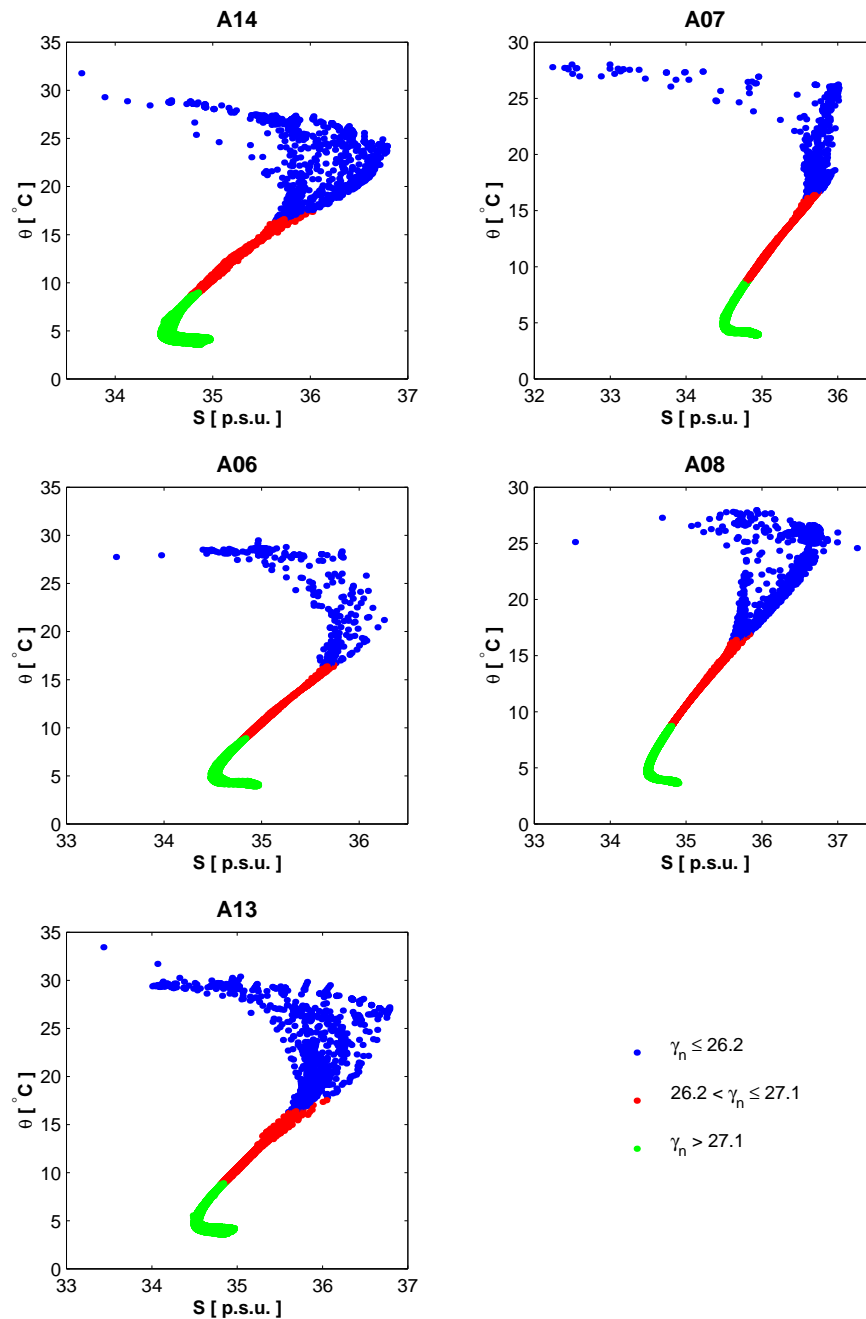 A14
35
30
25
20
15
10
5
0
θ [ °C ]
34 35 36 37
S [ p.s.u. ]
A07
30
25
20
15
10
5
0
θ [ °C ]
32 33 34 35 36
S [ p.s.u. ]
A06
35
30
25
20
15
10
5
0
θ [ °C ]
33 34 35 36
S [ p.s.u. ]
A08
30
25
20
15
10
5
0
θ [ °C ]
33 34 35 36 37
S [ p.s.u. ]
A13
35
30
25
20
15
10
5
0
θ [ °C ]
33 34 35 36 37
S [ p.s.u. ]
γn ≤ 26.2
26.2 < γn ≤ 27.1
γn > 27.1